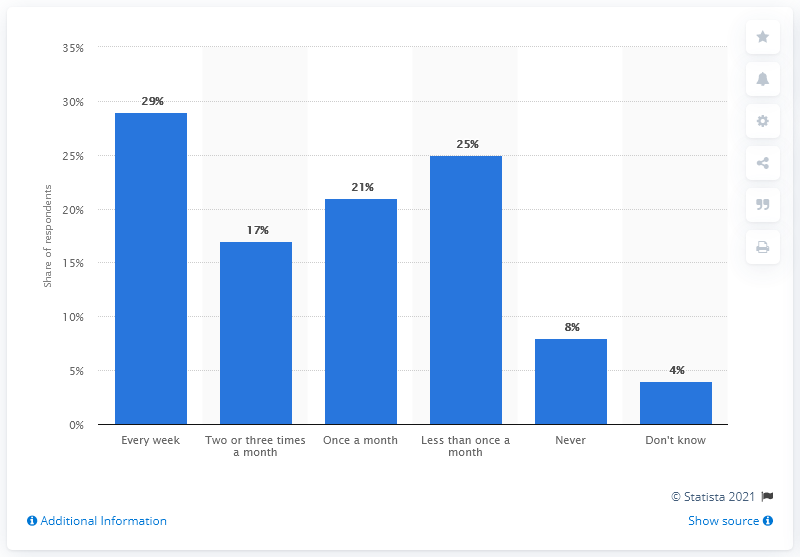 35%
30%
25%
20%
15%
10%
5%
0%
Share of respondents
29%
17%
21%
25%
8%
4%
Every week
Two or three times
a month
Once a month
Less than once a
month
Never
Don't know
© Statista 2021
Additional Information
Show source